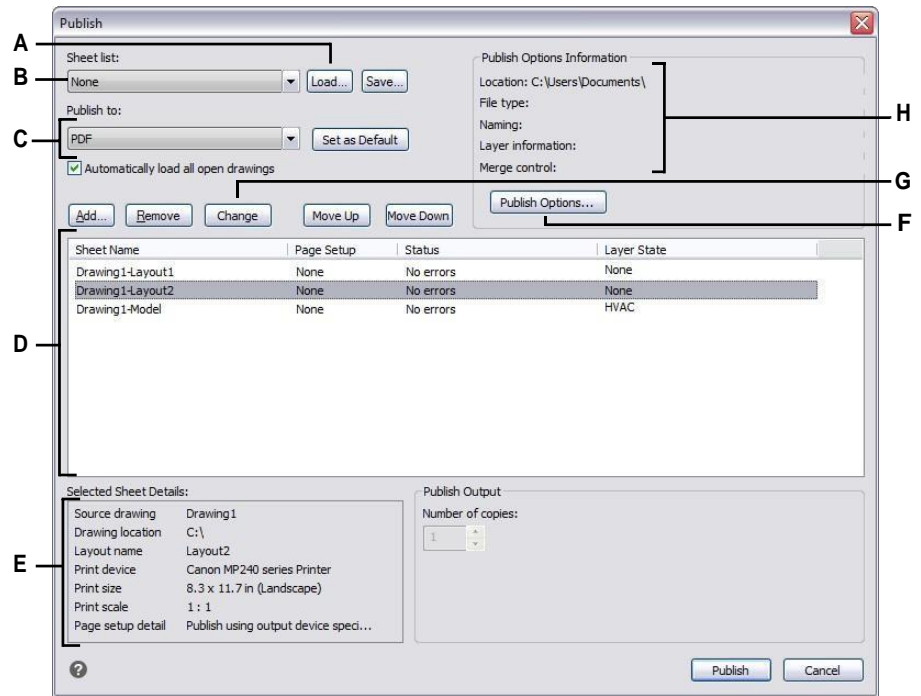 Publish
A
Sheet list:
Publish Options Information
B
None
Load...
Save...
Location: C:\Users\Documents\
File type:
H
Publish to:
Naming:
C
PDF
Set as Default
Layer information:
Automatically load all open drawings
Merge control:
G
Add...
Remove
Change
Move Up
Move Down
Publish Options...
F
Sheet Name Page Setup Status Layer State
Drawing1-Layout1 None No errors None
Drawing1-Layout2 None No errors None
Drawing1-Model None No errors HVAC
D
Selected Sheet Details:
Publish Output
Source drawing Drawing1
Number of copies:
Drawing location C:\
1
Layout name Layout2
E
Print device Canon MP240 series Printer
Print size 8.3 x 11.7 in (Landscape)
Print scale 1 : 1
Page setup detail Publish using output device speci...
?
Publish
Cancel